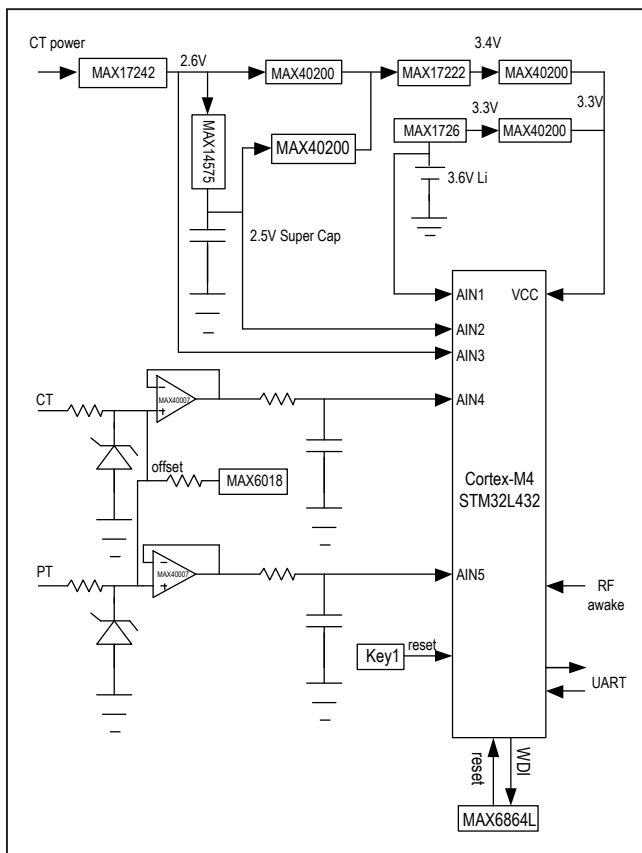 CT power
MAX17242
2.6V
MAX40200
MAX17222
3.4V
MAX40200
MAX14575
MAX40200
MAX1726
3.3V
MAX40200
3.3V
3.6V Li
2.5V Super Cap
AIN1
VCC
AIN2
AIN3
CT
MAX40007
AIN4
offset
MAX6018
Cortex-M4
STM32L432
PT
MAX40007
AIN5
RF
awake
Key1
reset
UART
reset
WDI
MAX6864L